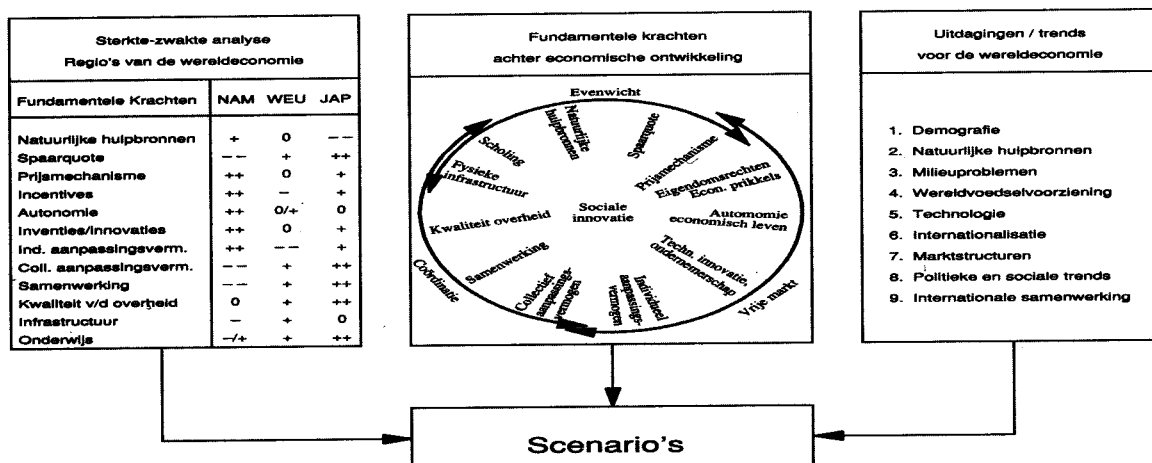 Sterkte-zwakte analyse
Regio's van de wereldeconomie
Fundamentele Krachten NAM WEU JAP
Natuurlijke hulpbronnen + 0 --
Spaarquote -- + ++
Prijsmechanisme ++ 0 +
Incentives ++ - +
Autonomie ++ 0/+ 0
Inventies/innovaties ++ 0 +
Ind. aanpassingsverm. ++ -- +
Coll. aanpassingsverm. -- + ++
Samenwerking -- + ++
Kwaliteit v/d overheid 0 + ++
Infrastructuur - + 0
Onderwijs -/+ + ++
Fundamentele krachten
achter economische ontwikkeling
Evenwicht
Natuurlijke
hulpbronnen
Spaarquote
Prijsmechanisme
Eigendomsrechten
Econ. prikkels
Automomie
economisch leven
Techn. innovatie,
ondernemerschap
Individueel
aanpassings-
vermogen
Collectief
aanpassings-
vermogen
Samenwerking
Kwaliteit overheid
Fysieke
infrastructuur
Scholing
Sociale
innovatie
Coördinatie
Vrije markt
Uitdagingen / trends
voor de wereldeconomie
1. Demografie
2. Natuurlijke hulpbronnen
3. Milieuproblemen
4. Wereldvoedselvoorziening
5. Technologie
6. Internationalisatie
7. Marktstructuren
8. Politieke en sociale trends
9. Internationale samenwerking
Scenario's